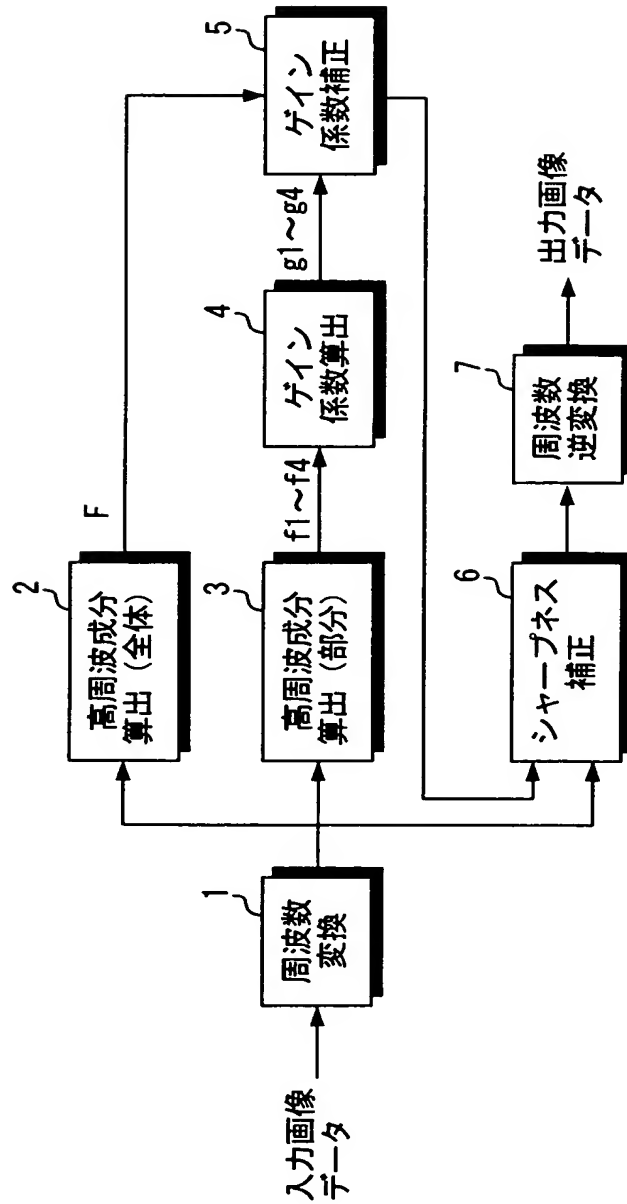 入力画像
データ
1
周波数
変換
2
高周波成分
算出（全体）
F
3
高周波成分
算出（部分）
f1～f4
4
ゲイン
係数算出
g1～g4
5
ゲイン
係数補正
6
シャープネス
補正
7
周波数
逆変換
出力画像
データ